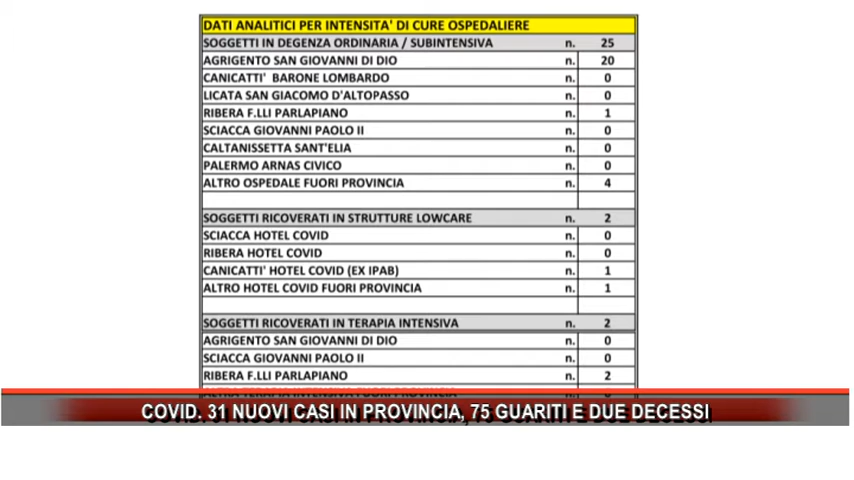 DATI ANALITICI PER INTENSITA' DI CURE OSPEDALIERE
SOGGETTI IN DEGENZA ORDINARIA / SUBINTENSIVA n. 25
AGRIGENTO SAN GIOVANNI DI DIO n. 20
CANICATTI' BARONE LOMBARDO n. 0
LICATA SAN GIACOMO D'ALTOPASSO n. 0
RIBERA F.LLI PARLAPIANO n. 1
SCIACCA GIOVANNI PAOLO II n. 0
CALTANISSETTA SANT'ELIA n. 0
PALERMO ARNAS CIVICO n. 0
ALTRO OSPEDALE FUORI PROVINCIA n. 4
SOGGETTI RICOVERATI IN STRUTTURE LOWCARE n. 2
SCIACCA HOTEL COVID n. 0
RIBERA HOTEL COVID n. 0
CANICATTI' HOTEL COVID (EX IPAB) n. 1
ALTRO HOTEL COVID FUORI PROVINCIA n. 1
SOGGETTI RICOVERATI IN TERAPIA INTENSIVA n. 2
AGRIGENTO SAN GIOVANNI DI DIO n. 0
SCIACCA GIOVANNI PAOLO II n. 0
RIBERA F.LLI PARLAPIANO n. 2
COVID. 31 NUOVI CASI IN PROVINCIA, 75 GUARITI E DUE DECESSI